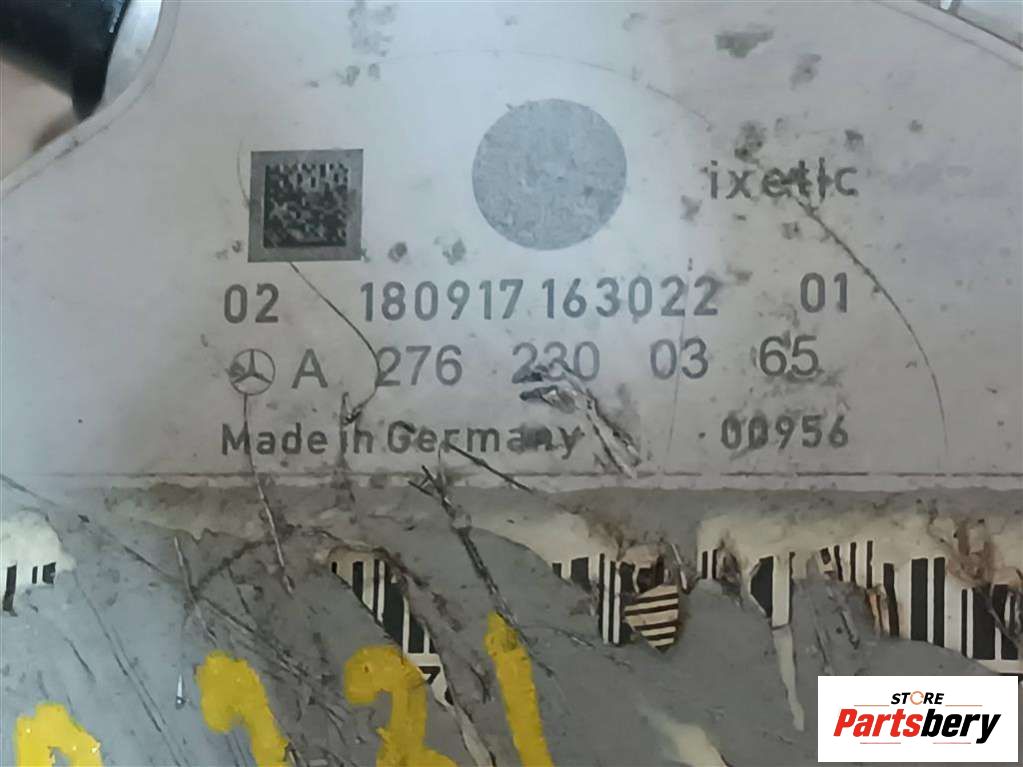 ixetic
02 180917 163022 01
A 276 230 03 65
Made in Germany 00956
STORE
Partsbery